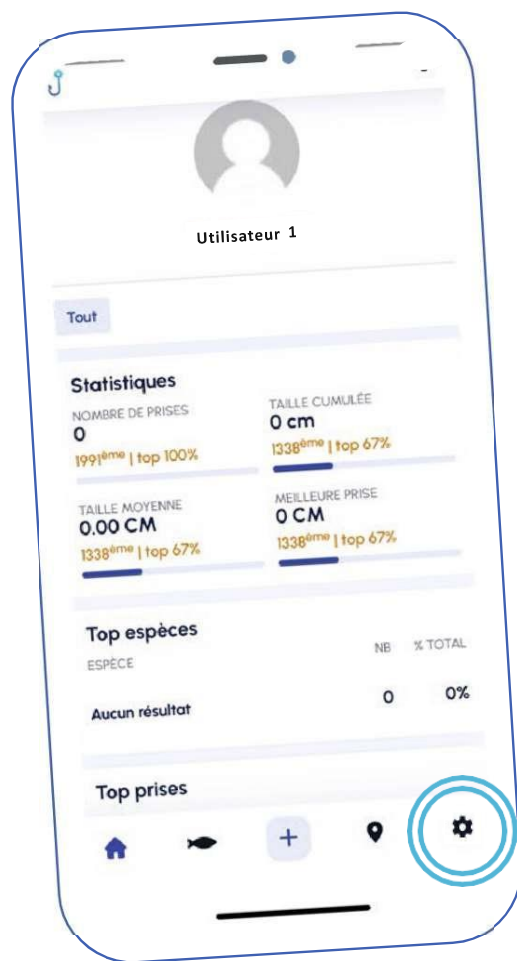 Utilisateur 1
Tout
Statistiques
NOMBRE DE PRISES
0
1991ème | top 100%
TAILLE CUMULÉE
0 cm
1338ème | top 67%
TAILLE MOYENNE
0.00 CM
1338ème | top 67%
MEILLEURE PRISE
0 CM
1338ème | top 67%
Top espèces
ESPÈCE NB % TOTAL
Aucun résultat 0 0%
Top prises